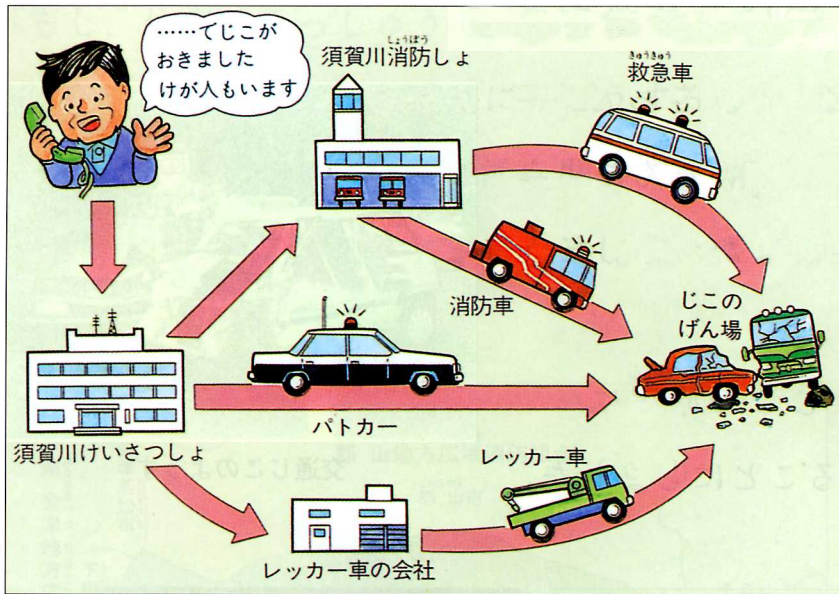 ……でじこが
おきました
けが人もいます
須賀川消防しょ
しょうぼう
救急車
きゅうきゅう
消防車
じこの
げん場
パトカー
須賀川けいさつしょ
レッカー車
レッカー車の会社